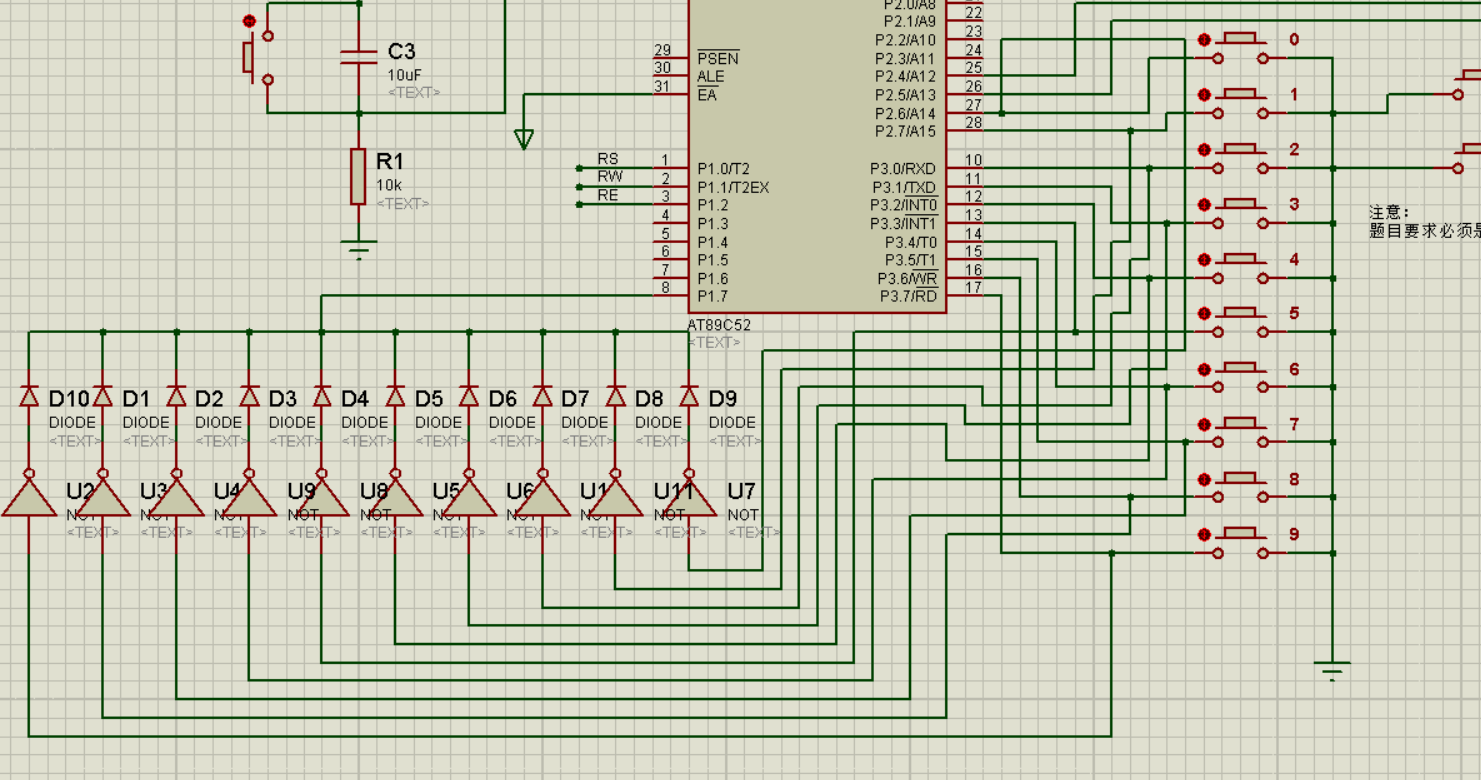 P2.0/A8
22
P2.1/A9
23
P2.2/A10
24
P2.3/A11
25
P2.4/A12
26
P2.5/A13
27
P2.6/A14
28
P2.7/A15
29
PSEN
30
ALE
31
EA
C3
10uF
<TEXT>
R1
10k
<TEXT>
RS
1
P1.0/T2
RW
2
P1.1/T2EX
RE
3
P1.2
4
P1.3
5
P1.4
6
P1.5
7
P1.6
8
P1.7
10
P3.0/RXD
11
P3.1/TXD
12
P3.2/INT0
13
P3.3/INT1
14
P3.4/T0
15
P3.5/T1
16
P3.6/WR
17
P3.7/RD
AT89C52
<TEXT>
0
1
2
3
4
5
6
7
8
9
注意:
题目要求必须是
D10 D1 D2 D3 D4 D5 D6 D7 D8 D9
DIODE DIODE DIODE DIODE DIODE DIODE DIODE DIODE DIODE DIODE
<TEXT> <TEXT> <TEXT> <TEXT> <TEXT> <TEXT> <TEXT> <TEXT> <TEXT> <TEXT>
U2 U3 U4 U9 U8 U5 U6 U1 U11 U7
NOT NOT NOT NOT NOT NOT NOT NOT NOT NOT
<TEXT> <TEXT> <TEXT> <TEXT> <TEXT> <TEXT> <TEXT> <TEXT> <TEXT> <TEXT>